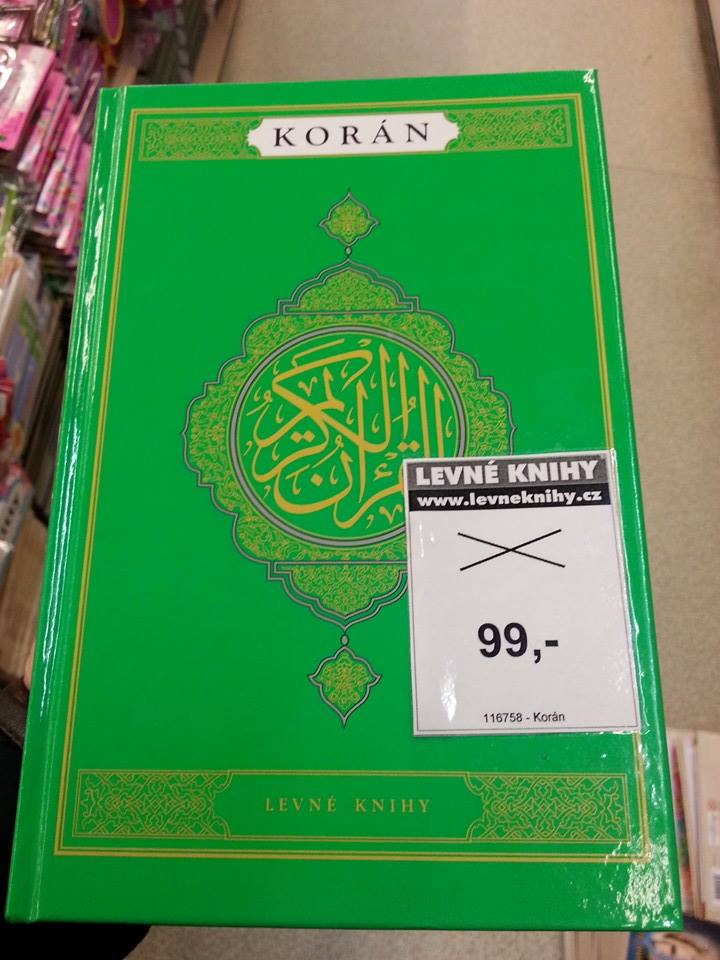 KORÁN
القرآن الكريم
LEVNÉ KNIHY
www.levneknihy.cz
99,-
116758 - Korán
LEVNÉ KNIHY